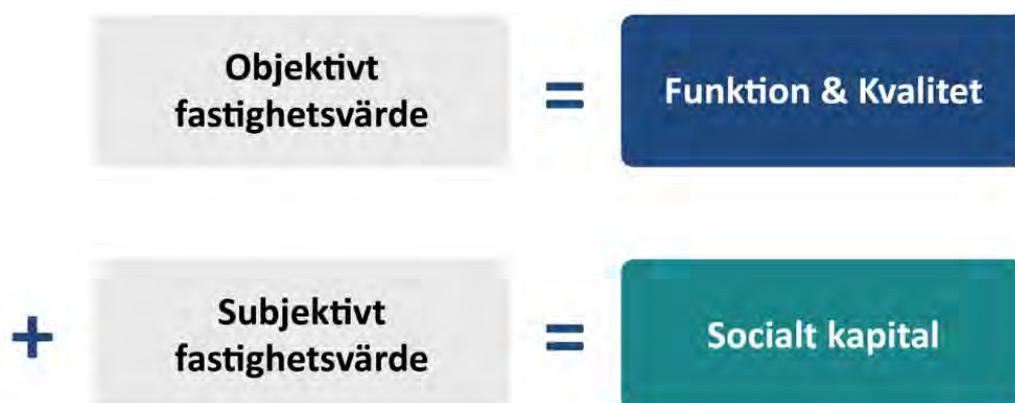 Objektivt
fastighetsvärde
=
Funktion & Kvalitet
+
Subjektivt
fastighetsvärde
=
Socialt kapital